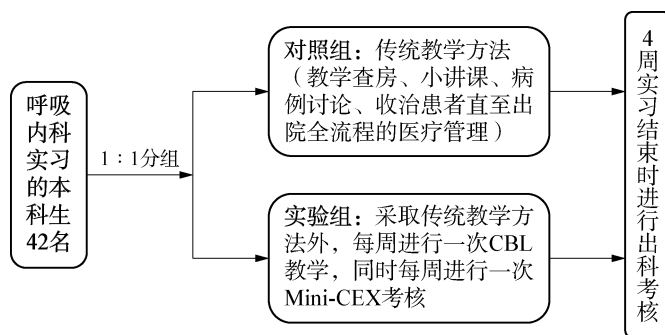 呼吸
内科
实习
的本
科生
42名
1：1分组
对照组：传统教学方法
（教学查房、小讲课、病
例讨论、收治患者直至出
院全流程的医疗管理）
实验组：采取传统教学方
法外，每周进行一次CBL
教学，同时每周进行一次
Mini-CEX考核
4周实习结束时进行出科考核